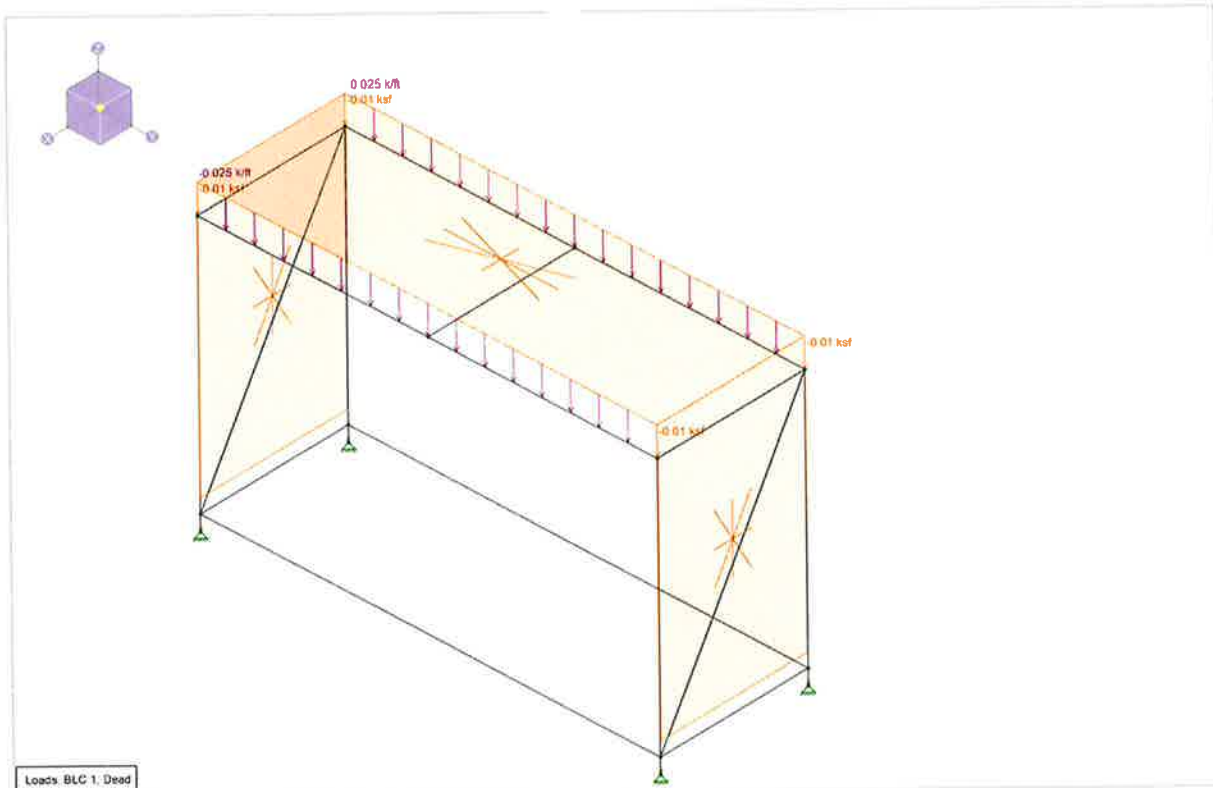 0 025 k/ft
0.01 ksf
-0.025 k/ft
0.01 ksf
-0.01 ksf
-0.01 ksf
Loads: BLC 1, Dead